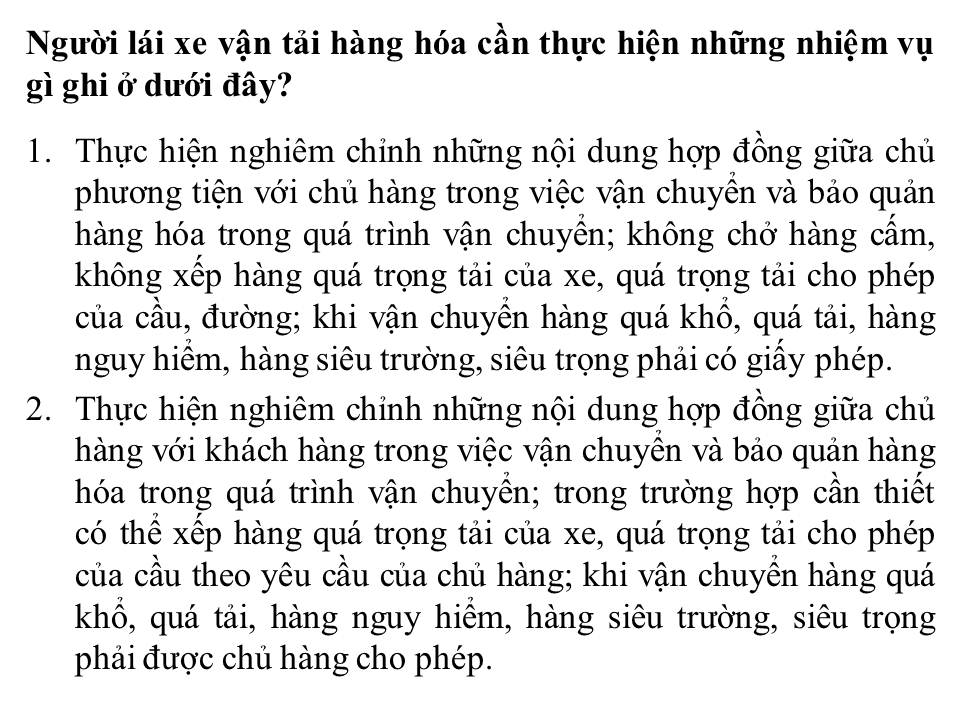 Người lái xe vận tải hàng hóa cần thực hiện những nhiệm vụ
gì ghi ở dưới đây?
1. Thực hiện nghiêm chỉnh những nội dung hợp đồng giữa chủ
phương tiện với chủ hàng trong việc vận chuyển và bảo quản
hàng hóa trong quá trình vận chuyển; không chở hàng cấm,
không xếp hàng quá trọng tải của xe, quá trọng tải cho phép
của cầu, đường; khi vận chuyển hàng quá khổ, quá tải, hàng
nguy hiểm, hàng siêu trường, siêu trọng phải có giấy phép.
2. Thực hiện nghiêm chỉnh những nội dung hợp đồng giữa chủ
hàng với khách hàng trong việc vận chuyển và bảo quản hàng
hóa trong quá trình vận chuyển; trong trường hợp cần thiết
có thể xếp hàng quá trọng tải của xe, quá trọng tải cho phép
của cầu theo yêu cầu của chủ hàng; khi vận chuyển hàng quá
khổ, quá tải, hàng nguy hiểm, hàng siêu trường, siêu trọng
phải được chủ hàng cho phép.